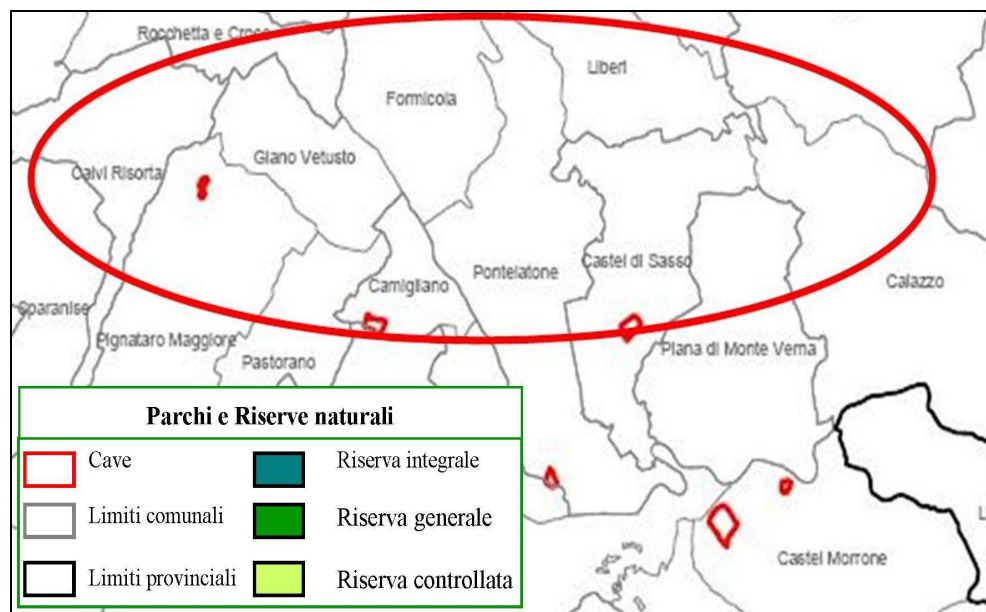 Rocchetta e Croce
Liberi
Formicola
Giano Vetusto
Calvi Risorta
Castel di Sasso
Pontelatone
Caiazzo
Camigliano
Sparanise
Pignataro Maggiore
Piana di Monte Verna
Pastorano
Parchi e Riserve naturali
Cave
Riserva integrale
Limiti comunali
Riserva generale
Limiti provinciali
Riserva controllata
Castel Morrone
L